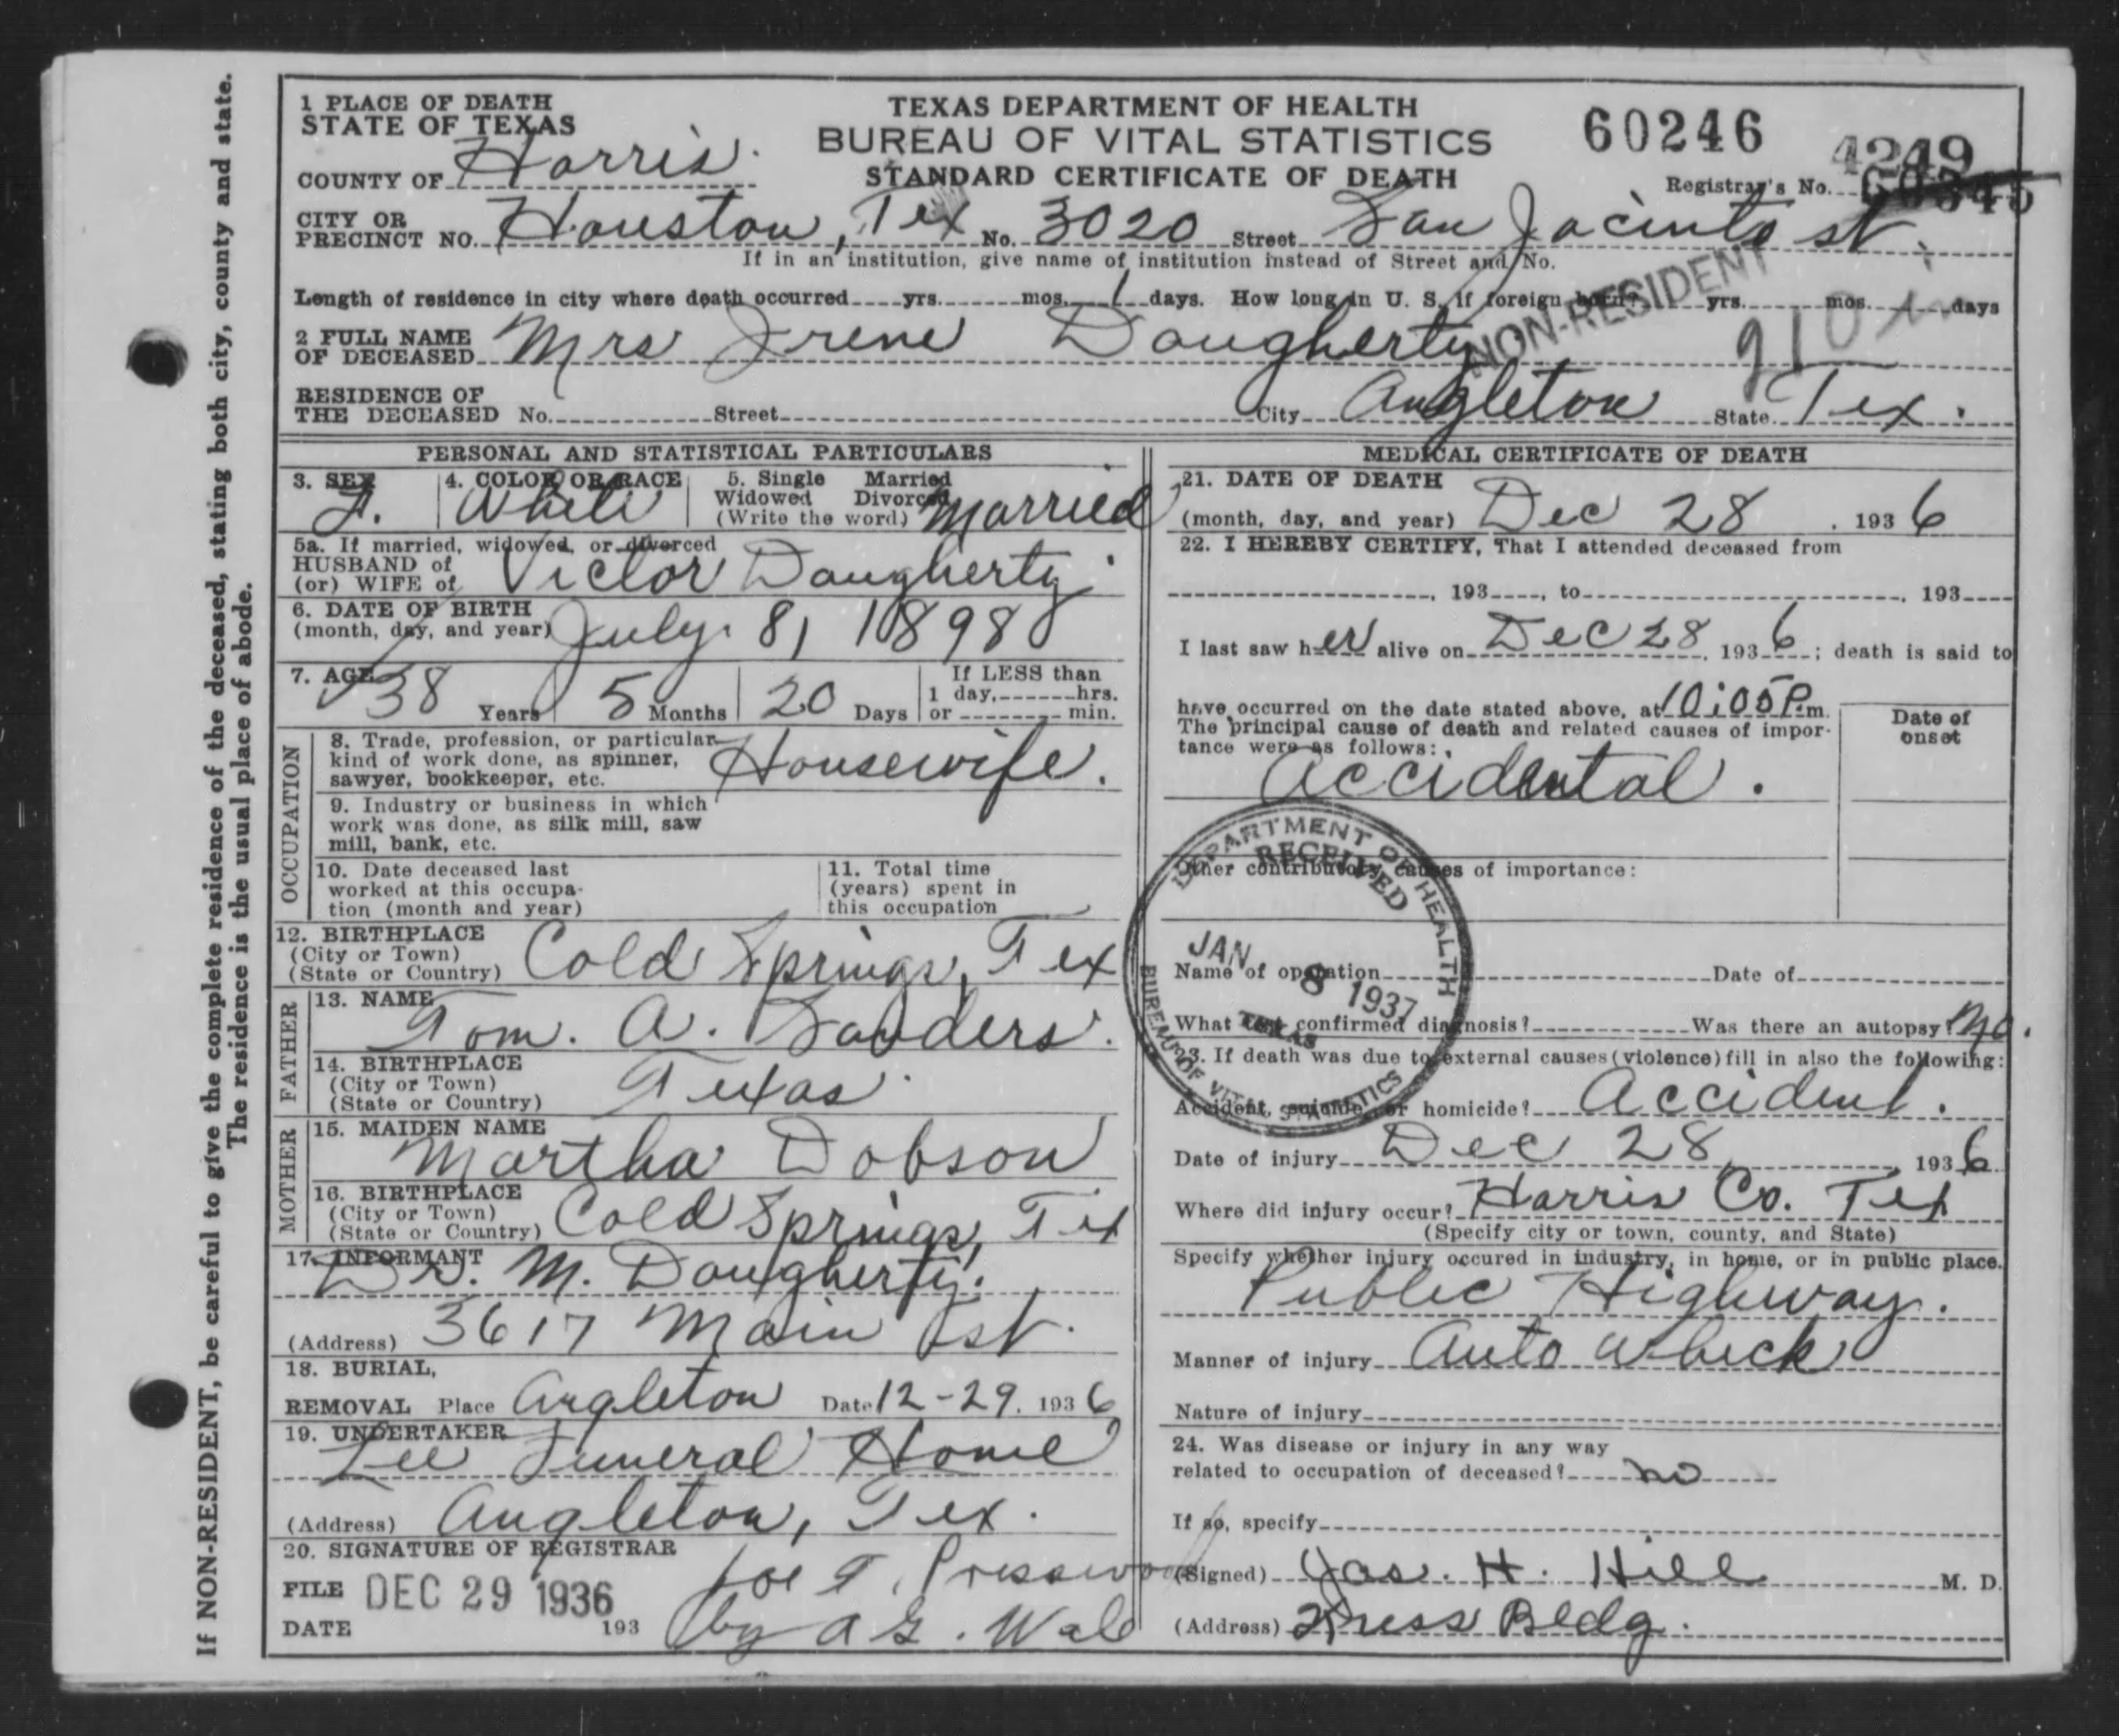 If NON-RESIDENT, be careful to give the complete residence of the deceased, stating both city, county and state.
The residence is the usual place of abode.
1 PLACE OF DEATH
STATE OF TEXAS
COUNTY OF Harris.
TEXAS DEPARTMENT OF HEALTH
BUREAU OF VITAL STATISTICS
STANDARD CERTIFICATE OF DEATH
60246
4249
Registrar's No.
CITY OR
PRECINCT NO. Houston, Tex No. 3020 Street San Jacinto st.
If in an institution, give name of institution instead of Street and No.
Length of residence in city where death occurred yrs. mos. 1 days. How long in U. S. if foreign born? yrs. mos. days
NON-RESIDENT
2 FULL NAME
OF DECEASED Mrs Irene Daugherty
210
RESIDENCE OF
THE DECEASED No. Street City Angleton State Tex.
PERSONAL AND STATISTICAL PARTICULARS
3. SEX F.
4. COLOR OR RACE White
5. Single Married
Widowed Divorced
(Write the word) Married
5a. If married, widowed, or divorced
HUSBAND of
(or) WIFE of Victor Daugherty
6. DATE OF BIRTH
(month, day, and year) July 8, 1898
7. AGE 38 Years 5 Months 20 Days
If LESS than
1 day, hrs.
or min.
OCCUPATION
8. Trade, profession, or particular
kind of work done, as spinner,
sawyer, bookkeeper, etc. Housewife.
9. Industry or business in which
work was done, as silk mill, saw
mill, bank, etc.
10. Date deceased last
worked at this occupa-
tion (month and year)
11. Total time
(years) spent in
this occupation
12. BIRTHPLACE
(City or Town)
(State or Country) Cold Springs, Tex
FATHER
13. NAME
Tom. A. Sanders.
14. BIRTHPLACE
(City or Town)
(State or Country) Texas
MOTHER
15. MAIDEN NAME
Martha Dobson
16. BIRTHPLACE
(City or Town)
(State or Country) Cold Springs, Tex
17. INFORMANT
Dr. M. Daugherty.
(Address) 3617 Main st.
18. BURIAL,
REMOVAL Place Angleton Date 12-29. 1936
19. UNDERTAKER
Lee Funeral Home
(Address) Angleton, Tex.
20. SIGNATURE OF REGISTRAR
FILE DEC 29 1936
DATE 193
Joe T. Presswood
by A G. Wale
MEDICAL CERTIFICATE OF DEATH
21. DATE OF DEATH
(month, day, and year) Dec 28, 1936
22. I HEREBY CERTIFY, That I attended deceased from
, 193 , to , 193
I last saw her alive on Dec 28, 1936; death is said to
have occurred on the date stated above, at 10:05 P.m.
The principal cause of death and related causes of impor-
tance were as follows:
Date of
onset
Accidental.
Other contributory causes of importance:
DEPARTMENT OF HEALTH
RECEIVED
JAN 8 1937
TEXAS
BUREAU OF VITAL STATISTICS
Name of operation Date of
What test confirmed diagnosis? Was there an autopsy? No.
23. If death was due to external causes (violence) fill in also the following:
Accident, suicide, or homicide? Accident.
Date of injury Dec 28, 1936
Where did injury occur? Harris Co. Tex
(Specify city or town, county, and State)
Specify whether injury occured in industry, in home, or in public place.
Public Highway.
Manner of injury Auto Wreck
Nature of injury
24. Was disease or injury in any way
related to occupation of deceased? no
If so, specify
(Signed) Jas. H. Hill M. D.
(Address) Kress Bldg.